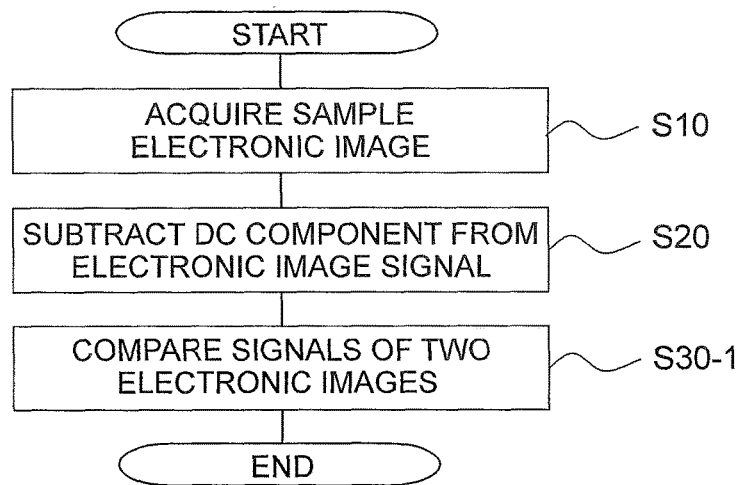 START
ACQUIRE SAMPLE
ELECTRONIC IMAGE
S10
SUBTRACT DC COMPONENT FROM
ELECTRONIC IMAGE SIGNAL
S20
COMPARE SIGNALS OF TWO
ELECTRONIC IMAGES
S30-1
END